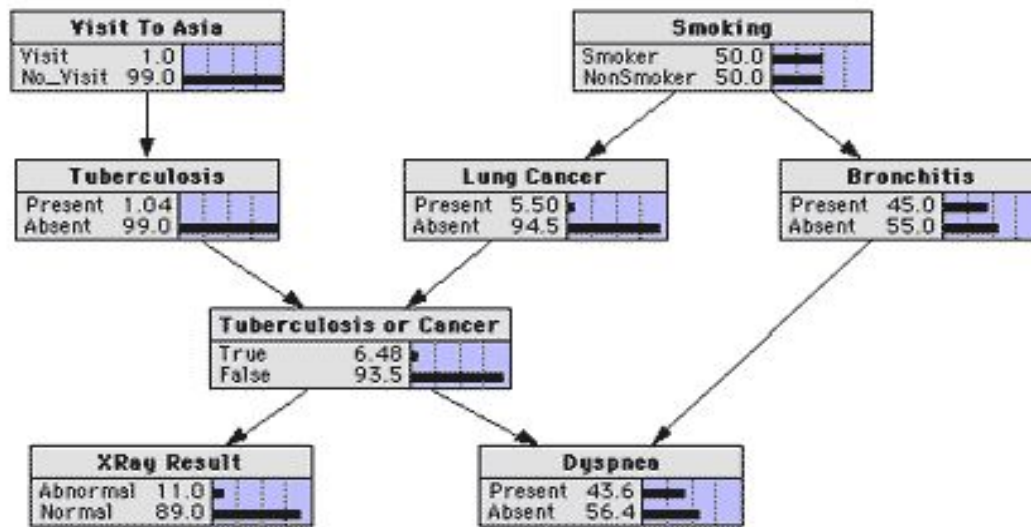 Visit To Asia
Visit 1.0
No_Visit 99.0
Smoking
Smoker 50.0
NonSmoker 50.0
Tuberculosis
Present 1.04
Absent 99.0
Lung Cancer
Present 5.50
Absent 94.5
Bronchitis
Present 45.0
Absent 55.0
Tuberculosis or Cancer
True 6.48
False 93.5
XRay Result
Abnormal 11.0
Normal 89.0
Dyspnea
Present 43.6
Absent 56.4